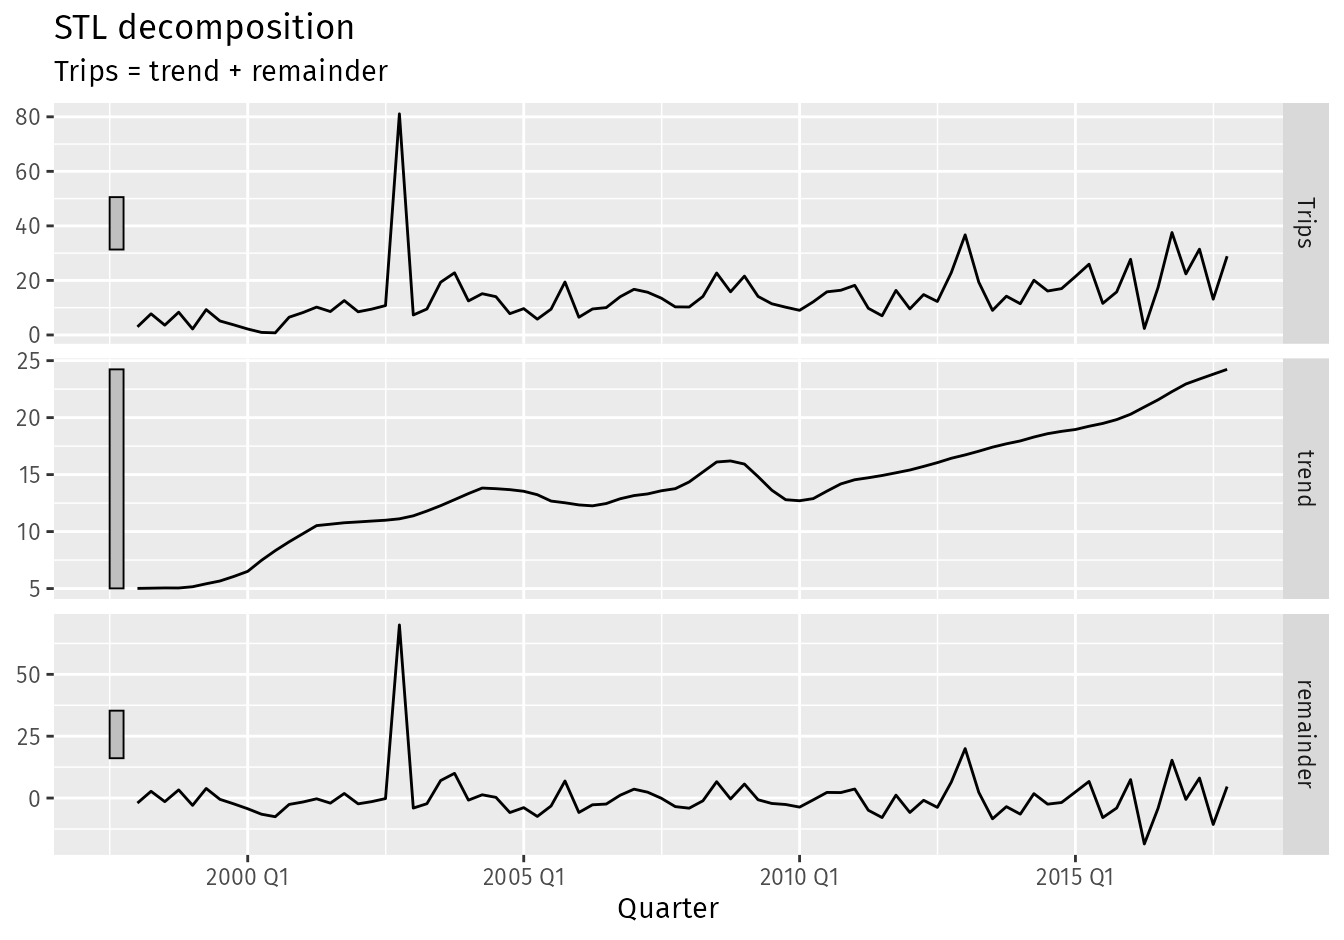 STL decomposition
Trips = trend + remainder
80
60
40
20
0
Trips
25
20
15
10
5
trend
50
25
0
remainder
2000 Q1
2005 Q1
2010 Q1
2015 Q1
Quarter